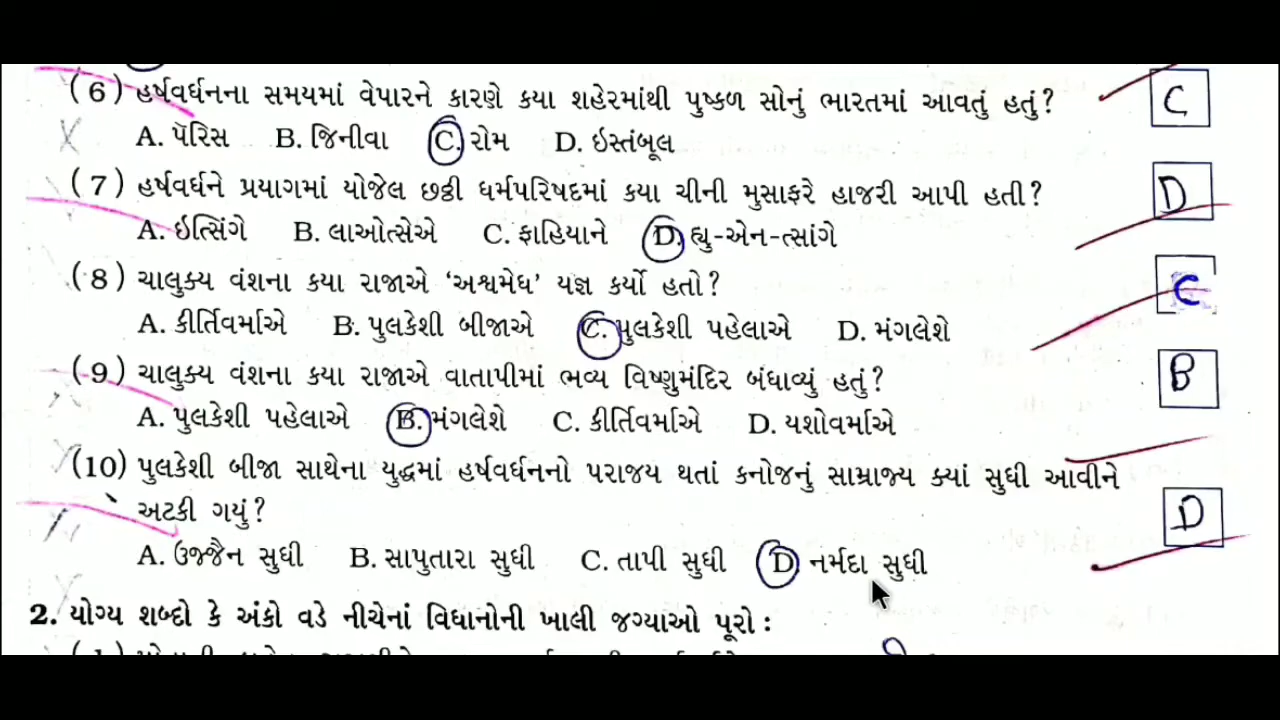 (6) હર્ષવર્ધનના સમયમાં વેપારને કારણે કયા શહેરમાંથી પુષ્કળ સોનું ભારતમાં આવતું હતું? C
A. પૅરિસ B. જિનીવા C. રોમ D. ઇસ્તંબૂલ
(7) હર્ષવર્ધને પ્રયાગમાં યોજેલ છઠ્ઠી ધર્મપરિષદમાં કયા ચીની મુસાફરે હાજરી આપી હતી? D
A. ઇત્સિંગે B. લાઓત્સેએ C. ફાહિયાને D. હ્યુ-એન-ત્સાંગે
(8) ચાલુક્ય વંશના કયા રાજાએ ‘અશ્વમેધ’ યજ્ઞ કર્યો હતો? C
A. કીર્તિવર્માએ B. પુલકેશી બીજાએ C. પુલકેશી પહેલાએ D. મંગલેશે
(9) ચાલુક્ય વંશના કયા રાજાએ વાતાપીમાં ભવ્ય વિષ્ણુમંદિર બંધાવ્યું હતું? B
A. પુલકેશી પહેલાએ B. મંગલેશે C. કીર્તિવર્માએ D. યશોવર્માએ
(10) પુલકેશી બીજા સાથેના યુદ્ધમાં હર્ષવર્ધનનો પરાજય થતાં કનોજનું સામ્રાજ્ય ક્યાં સુધી આવીને
અટકી ગયું? D
A. ઉજ્જૈન સુધી B. સાપુતારા સુધી C. તાપી સુધી D નર્મદા સુધી
2. યોગ્ય શબ્દો કે અંકો વડે નીચેનાં વિધાનોની ખાલી જગ્યાઓ પૂરો :